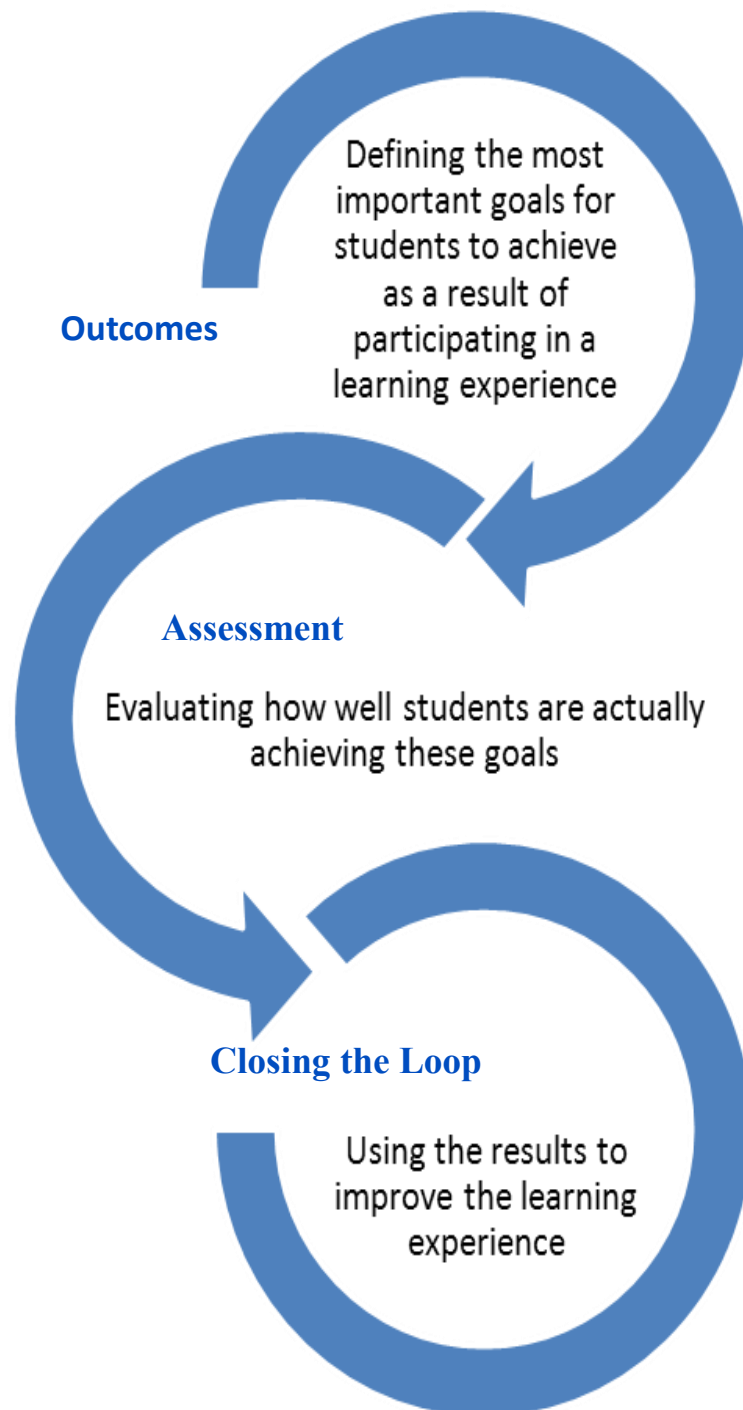 Defining the most
important goals for
students to achieve
as a result of
participating in a
learning experience
Outcomes
Assessment
Evaluating how well students are actually
achieving these goals
Closing the Loop
Using the results to
improve the learning
experience